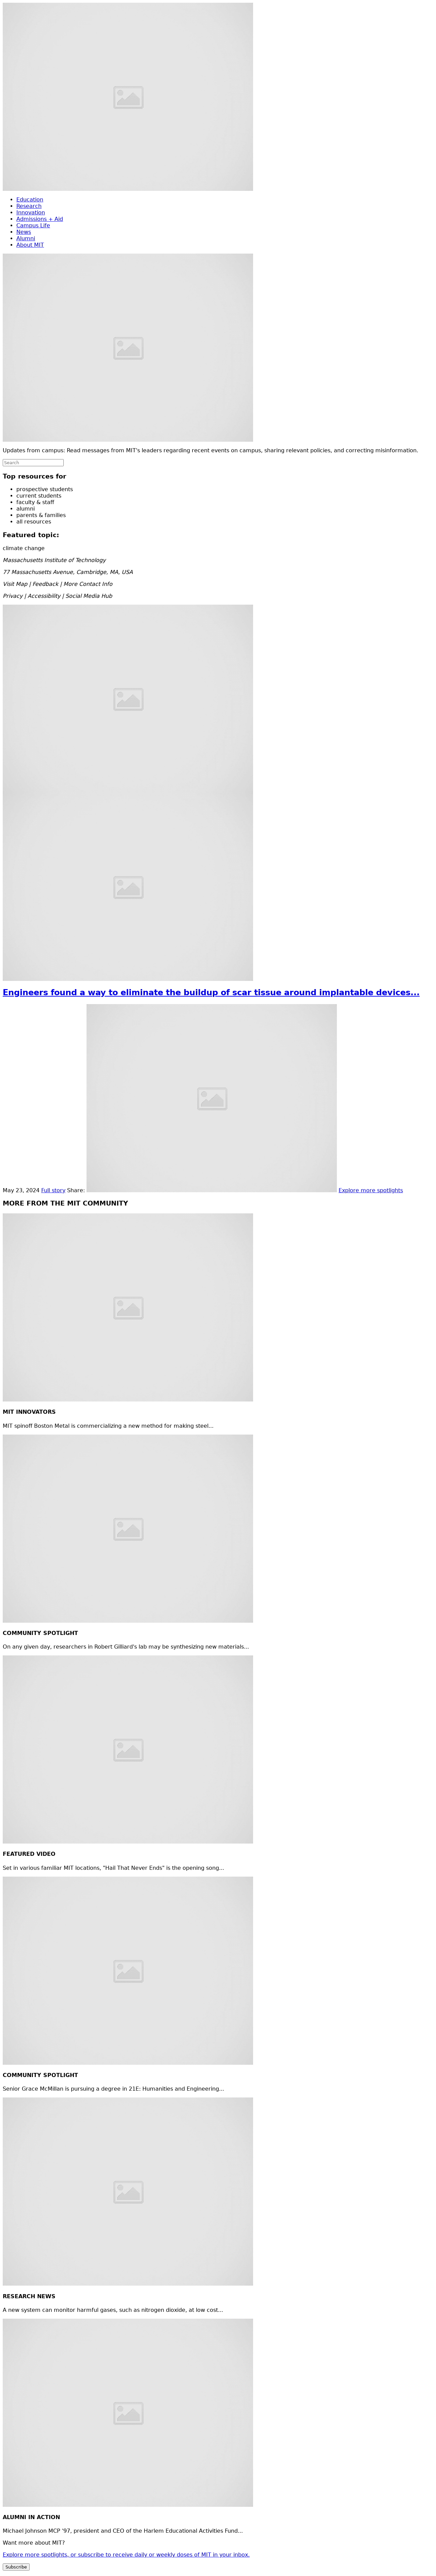 Education
Research
Innovation
Admissions + Aid
Campus Life
News
Alumni
About MIT
Updates from campus: Read messages from MIT's leaders regarding recent events on campus, sharing relevant policies, and correcting misinformation.
Search
Top resources for
prospective students
current students
faculty & staff
alumni
parents & families
all resources
Featured topic:
climate change
Massachusetts Institute of Technology
77 Massachusetts Avenue, Cambridge, MA, USA
Visit Map | Feedback | More Contact Info
Privacy | Accessibility | Social Media Hub
Engineers found a way to eliminate the buildup of scar tissue around implantable devices...
May 23, 2024 Full story Share: Explore more spotlights
MORE FROM THE MIT COMMUNITY
MIT INNOVATORS
MIT spinoff Boston Metal is commercializing a new method for making steel...
COMMUNITY SPOTLIGHT
On any given day, researchers in Robert Gilliard's lab may be synthesizing new materials...
FEATURED VIDEO
Set in various familiar MIT locations, "Hail That Never Ends" is the opening song...
COMMUNITY SPOTLIGHT
Senior Grace McMillan is pursuing a degree in 21E: Humanities and Engineering...
RESEARCH NEWS
A new system can monitor harmful gases, such as nitrogen dioxide, at low cost...
ALUMNI IN ACTION
Michael Johnson MCP '97, president and CEO of the Harlem Educational Activities Fund...
Want more about MIT?
Explore more spotlights, or subscribe to receive daily or weekly doses of MIT in your inbox.
Subscribe